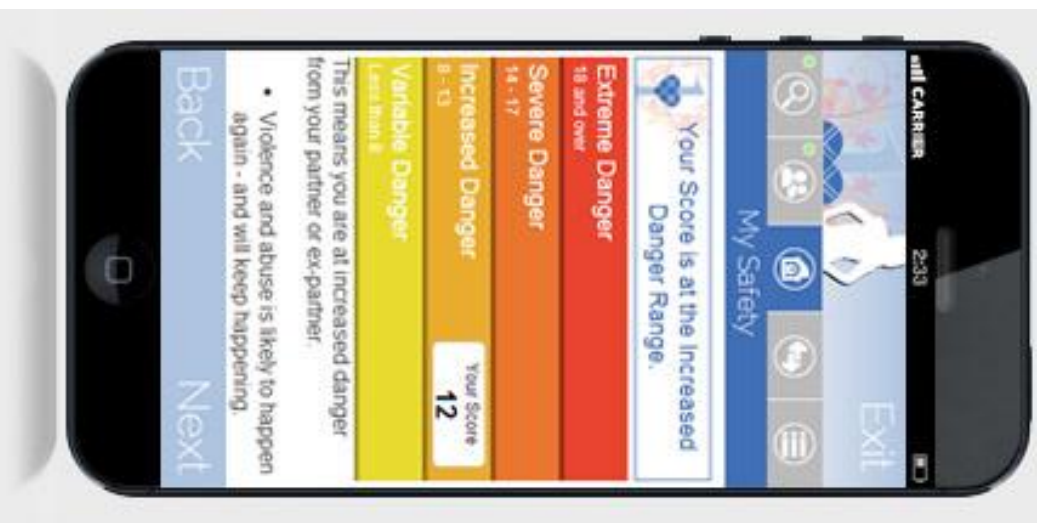 CARRIER 2:33
Exit
My Safety
Your Score is at the Increased
Danger Range.
Extreme Danger
18 and over
Severe Danger
14 - 17
Increased Danger
8 - 13
Your Score
12
Variable Danger
Less than 8
This means you are at increased danger
from your partner or ex-partner.
• Violence and abuse is likely to happen
again - and will keep happening.
Back Next